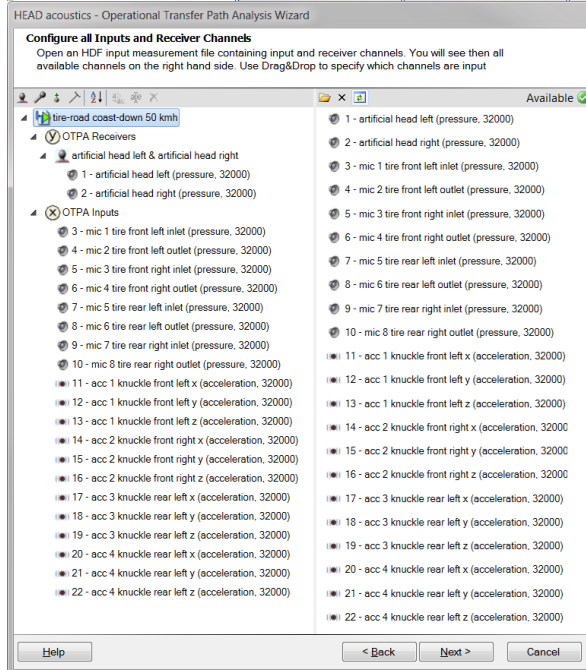 HEAD acoustics - Operational Transfer Path Analysis Wizard
Configure all Inputs and Receiver Channels
Open an HDF input measurement file containing input and receiver channels. You will see then all
available channels on the right hand side. Use Drag&Drop to specify which channels are input
Available
tire-road coast-down 50 kmh
Y OTPA Receivers
artificial head left & artificial head right
1 - artificial head left (pressure, 32000)
2 - artificial head right (pressure, 32000)
X OTPA Inputs
3 - mic 1 tire front left inlet (pressure, 32000)
4 - mic 2 tire front left outlet (pressure, 32000)
5 - mic 3 tire front right inlet (pressure, 32000)
6 - mic 4 tire front right outlet (pressure, 32000)
7 - mic 5 tire rear left inlet (pressure, 32000)
8 - mic 6 tire rear left outlet (pressure, 32000)
9 - mic 7 tire rear right inlet (pressure, 32000)
10 - mic 8 tire rear right outlet (pressure, 32000)
11 - acc 1 knuckle front left x (acceleration, 32000)
12 - acc 1 knuckle front left y (acceleration, 32000)
13 - acc 1 knuckle front left z (acceleration, 32000)
14 - acc 2 knuckle front right x (acceleration, 32000)
15 - acc 2 knuckle front right y (acceleration, 32000)
16 - acc 2 knuckle front right z (acceleration, 32000)
17 - acc 3 knuckle rear left x (acceleration, 32000)
18 - acc 3 knuckle rear left y (acceleration, 32000)
19 - acc 3 knuckle rear left z (acceleration, 32000)
20 - acc 4 knuckle rear left x (acceleration, 32000)
21 - acc 4 knuckle rear left y (acceleration, 32000)
22 - acc 4 knuckle rear left z (acceleration, 32000)
1 - artificial head left (pressure, 32000)
2 - artificial head right (pressure, 32000)
3 - mic 1 tire front left inlet (pressure, 32000)
4 - mic 2 tire front left outlet (pressure, 32000)
5 - mic 3 tire front right inlet (pressure, 32000)
6 - mic 4 tire front right outlet (pressure, 32000)
7 - mic 5 tire rear left inlet (pressure, 32000)
8 - mic 6 tire rear left outlet (pressure, 32000)
9 - mic 7 tire rear right inlet (pressure, 32000)
10 - mic 8 tire rear right outlet (pressure, 32000)
11 - acc 1 knuckle front left x (acceleration, 32000)
12 - acc 1 knuckle front left y (acceleration, 32000)
13 - acc 1 knuckle front left z (acceleration, 32000)
14 - acc 2 knuckle front right x (acceleration, 32000
15 - acc 2 knuckle front right y (acceleration, 32000
16 - acc 2 knuckle front right z (acceleration, 32000
17 - acc 3 knuckle rear left x (acceleration, 32000)
18 - acc 3 knuckle rear left y (acceleration, 32000)
19 - acc 3 knuckle rear left z (acceleration, 32000)
20 - acc 4 knuckle rear left x (acceleration, 32000)
21 - acc 4 knuckle rear left y (acceleration, 32000)
22 - acc 4 knuckle rear left z (acceleration, 32000)
Help
< Back
Next >
Cancel